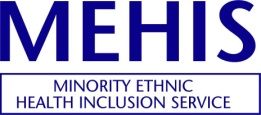 MEHIS
MINORITY ETHNIC
HEALTH INCLUSION SERVICE